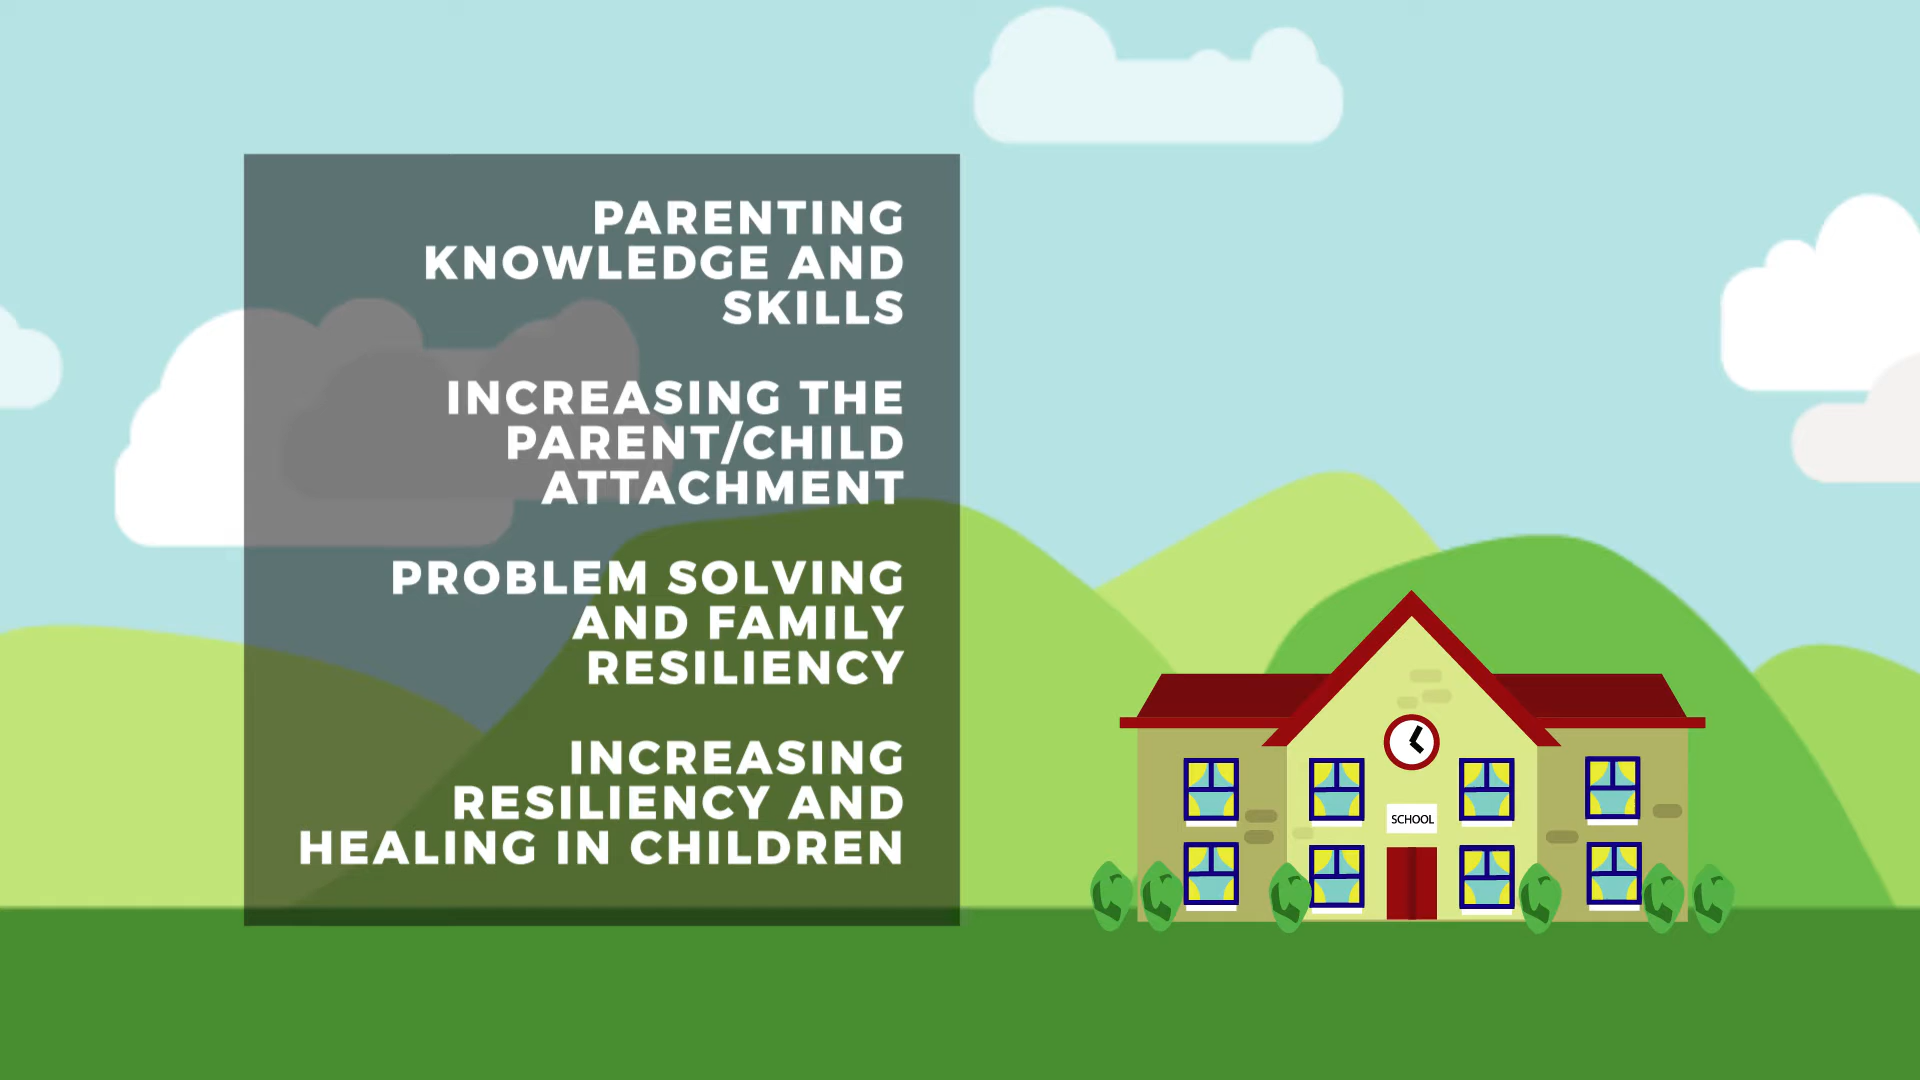 PARENTING
KNOWLEDGE AND
SKILLS
INCREASING THE
PARENT/CHILD
ATTACHMENT
PROBLEM SOLVING
AND FAMILY
RESILIENCY
INCREASING
RESILIENCY AND
HEALING IN CHILDREN
SCHOOL